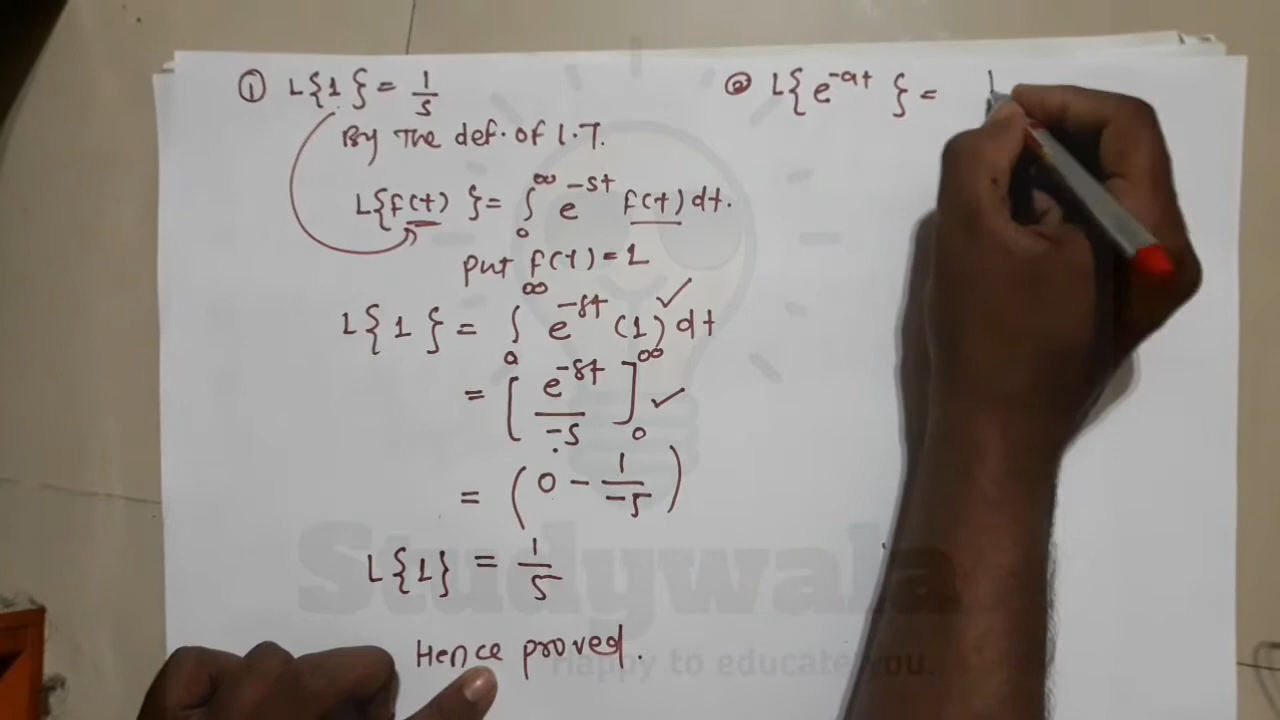 ① L{1} = 1/s
By The def. of L.T.
L{f(t)} = ∫₀^∞ e^-st f(t) dt.
put f(t) = 1
L{1} = ∫₀^∞ e^-st (1) dt
= [e^-st / -s]₀^∞
= (0 - 1/-s)
L{1} = 1/s
Hence proved.
② L{e^-at} =
Studywala
Happy to educate you.